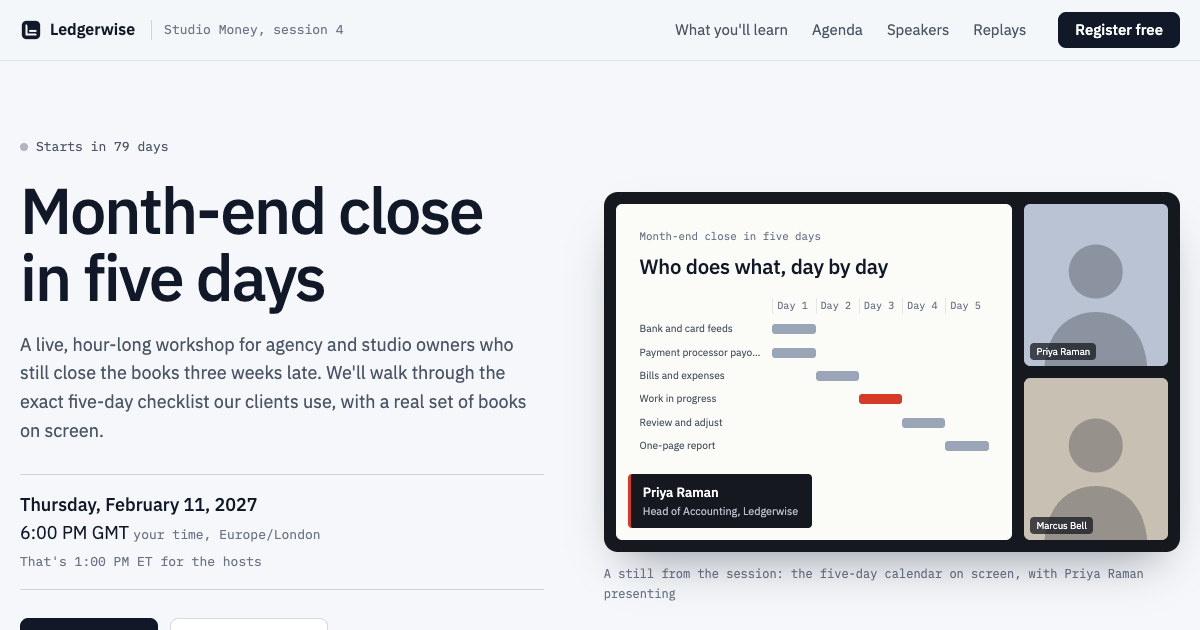 Ledgerwise
Studio Money, session 4
What you'll learn
Agenda
Speakers
Replays
Register free
Starts in 79 days
Month-end close
in five days
A live, hour-long workshop for agency and studio owners who
still close the books three weeks late. We'll walk through the
exact five-day checklist our clients use, with a real set of books
on screen.
Thursday, February 11, 2027
6:00 PM GMT your time, Europe/London
That's 1:00 PM ET for the hosts
Month-end close in five days
Who does what, day by day
Day 1 Day 2 Day 3 Day 4 Day 5
Bank and card feeds
Payment processor payo...
Bills and expenses
Work in progress
Review and adjust
One-page report
Priya Raman
Head of Accounting, Ledgerwise
Priya Raman
Marcus Bell
A still from the session: the five-day calendar on screen, with Priya Raman
presenting